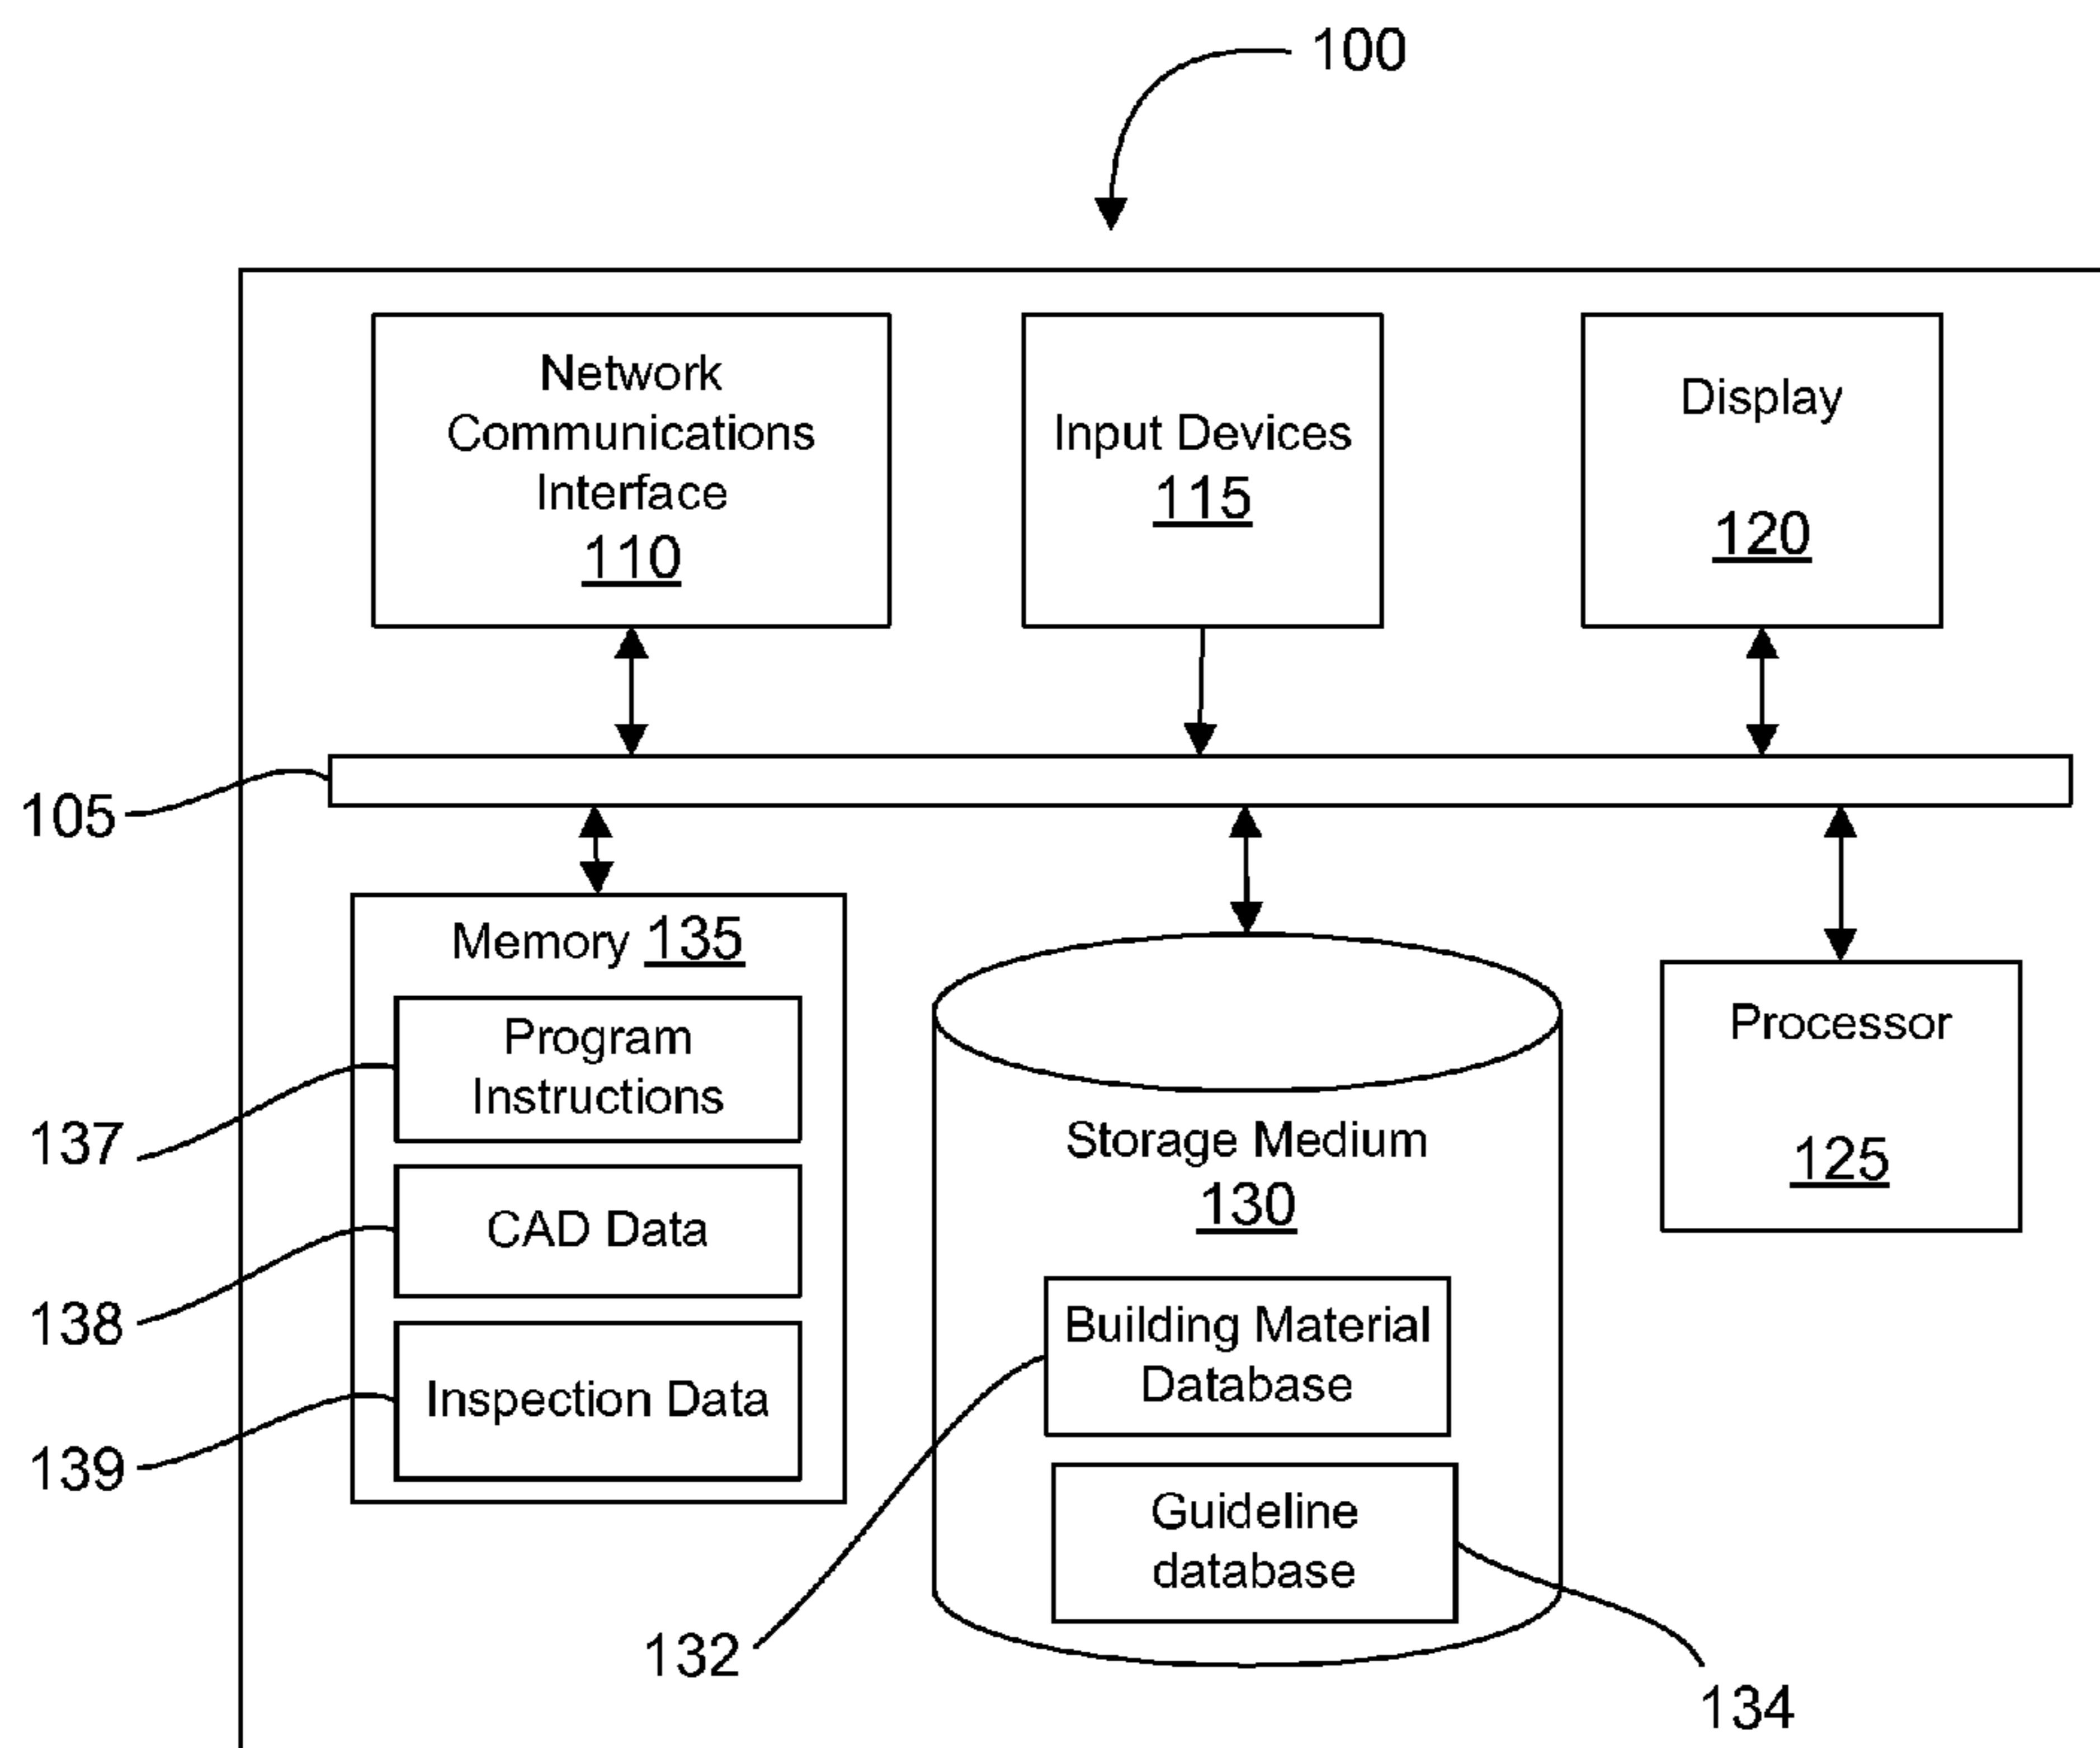 100
Network
Communications
Interface
110
Input Devices
115
Display
120
105
Memory 135
Program
Instructions
137
CAD Data
138
Inspection Data
139
Storage Medium
130
Building Material
Database
132
Guideline
database
134
Processor
125